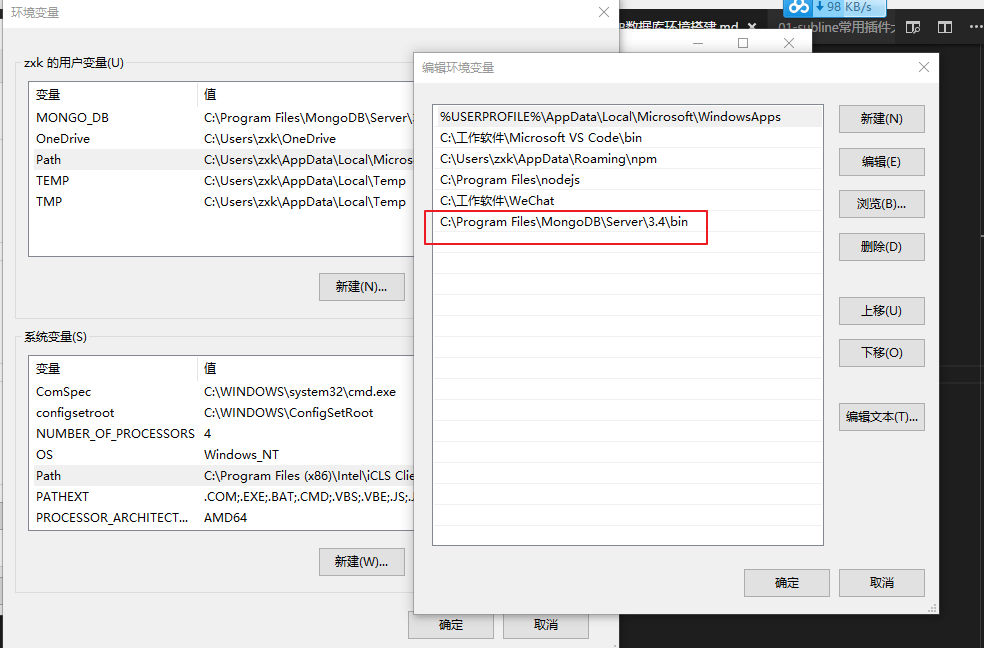 环境变量
98 KB/s
数据库环境搭建.md
01-subline常用插件
编辑环境变量
zxk 的用户变量(U)
变量 值
MONGO_DB C:\Program Files\MongoDB\Server\
OneDrive C:\Users\zxk\OneDrive
Path C:\Users\zxk\AppData\Local\Micros
TEMP C:\Users\zxk\AppData\Local\Temp
TMP C:\Users\zxk\AppData\Local\Temp
新建(N)...
系统变量(S)
变量 值
ComSpec C:\WINDOWS\system32\cmd.exe
configsetroot C:\WINDOWS\ConfigSetRoot
NUMBER_OF_PROCESSORS 4
OS Windows_NT
Path C:\Program Files (x86)\Intel\iCLS Clie
PATHEXT .COM;.EXE;.BAT;.CMD;.VBS;.VBE;.JS;.
PROCESSOR_ARCHITECT... AMD64
新建(W)...
确定
取消
%USERPROFILE%\AppData\Local\Microsoft\WindowsApps
C:\工作软件\Microsoft VS Code\bin
C:\Users\zxk\AppData\Roaming\npm
C:\Program Files\nodejs
C:\工作软件\WeChat
C:\Program Files\MongoDB\Server\3.4\bin
新建(N)
编辑(E)
浏览(B)...
删除(D)
上移(U)
下移(O)
编辑文本(T)...
确定
取消